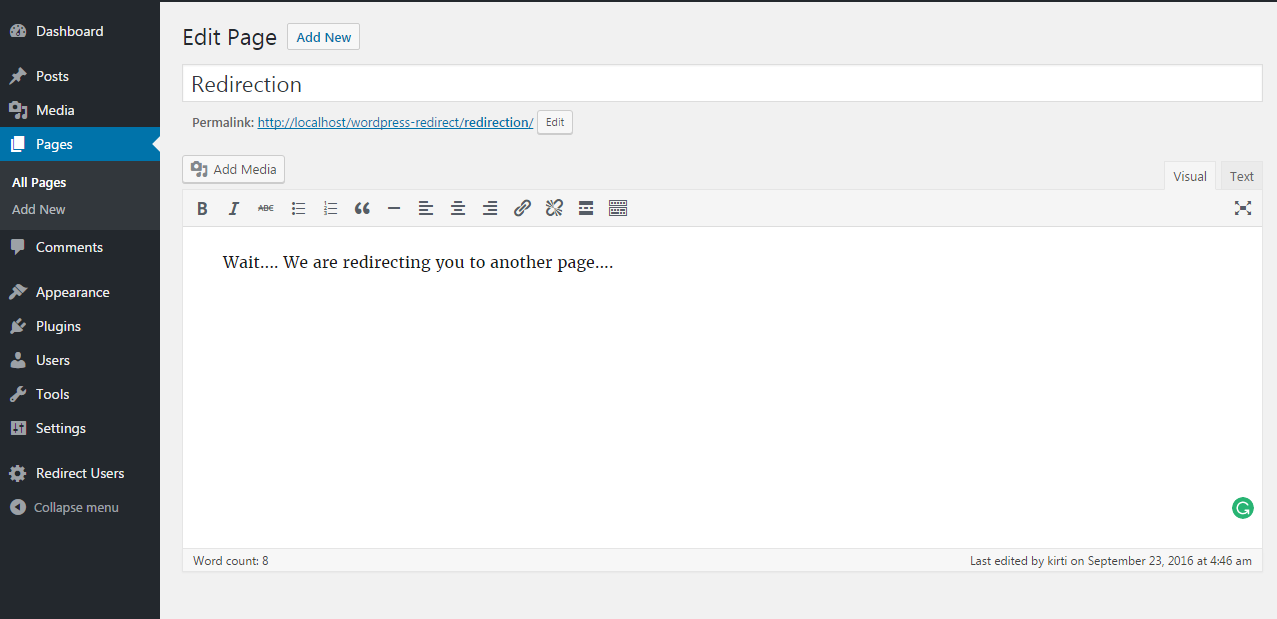 Dashboard
Posts
Media
Pages
All Pages
Add New
Comments
Appearance
Plugins
Users
Tools
Settings
Redirect Users
Collapse menu
Edit Page Add New
Redirection
Permalink: http://localhost/wordpress-redirect/redirection/ Edit
Add Media
Visual Text
B I ABC
Wait.... We are redirecting you to another page....
Word count: 8 Last edited by kirti on September 23, 2016 at 4:46 am